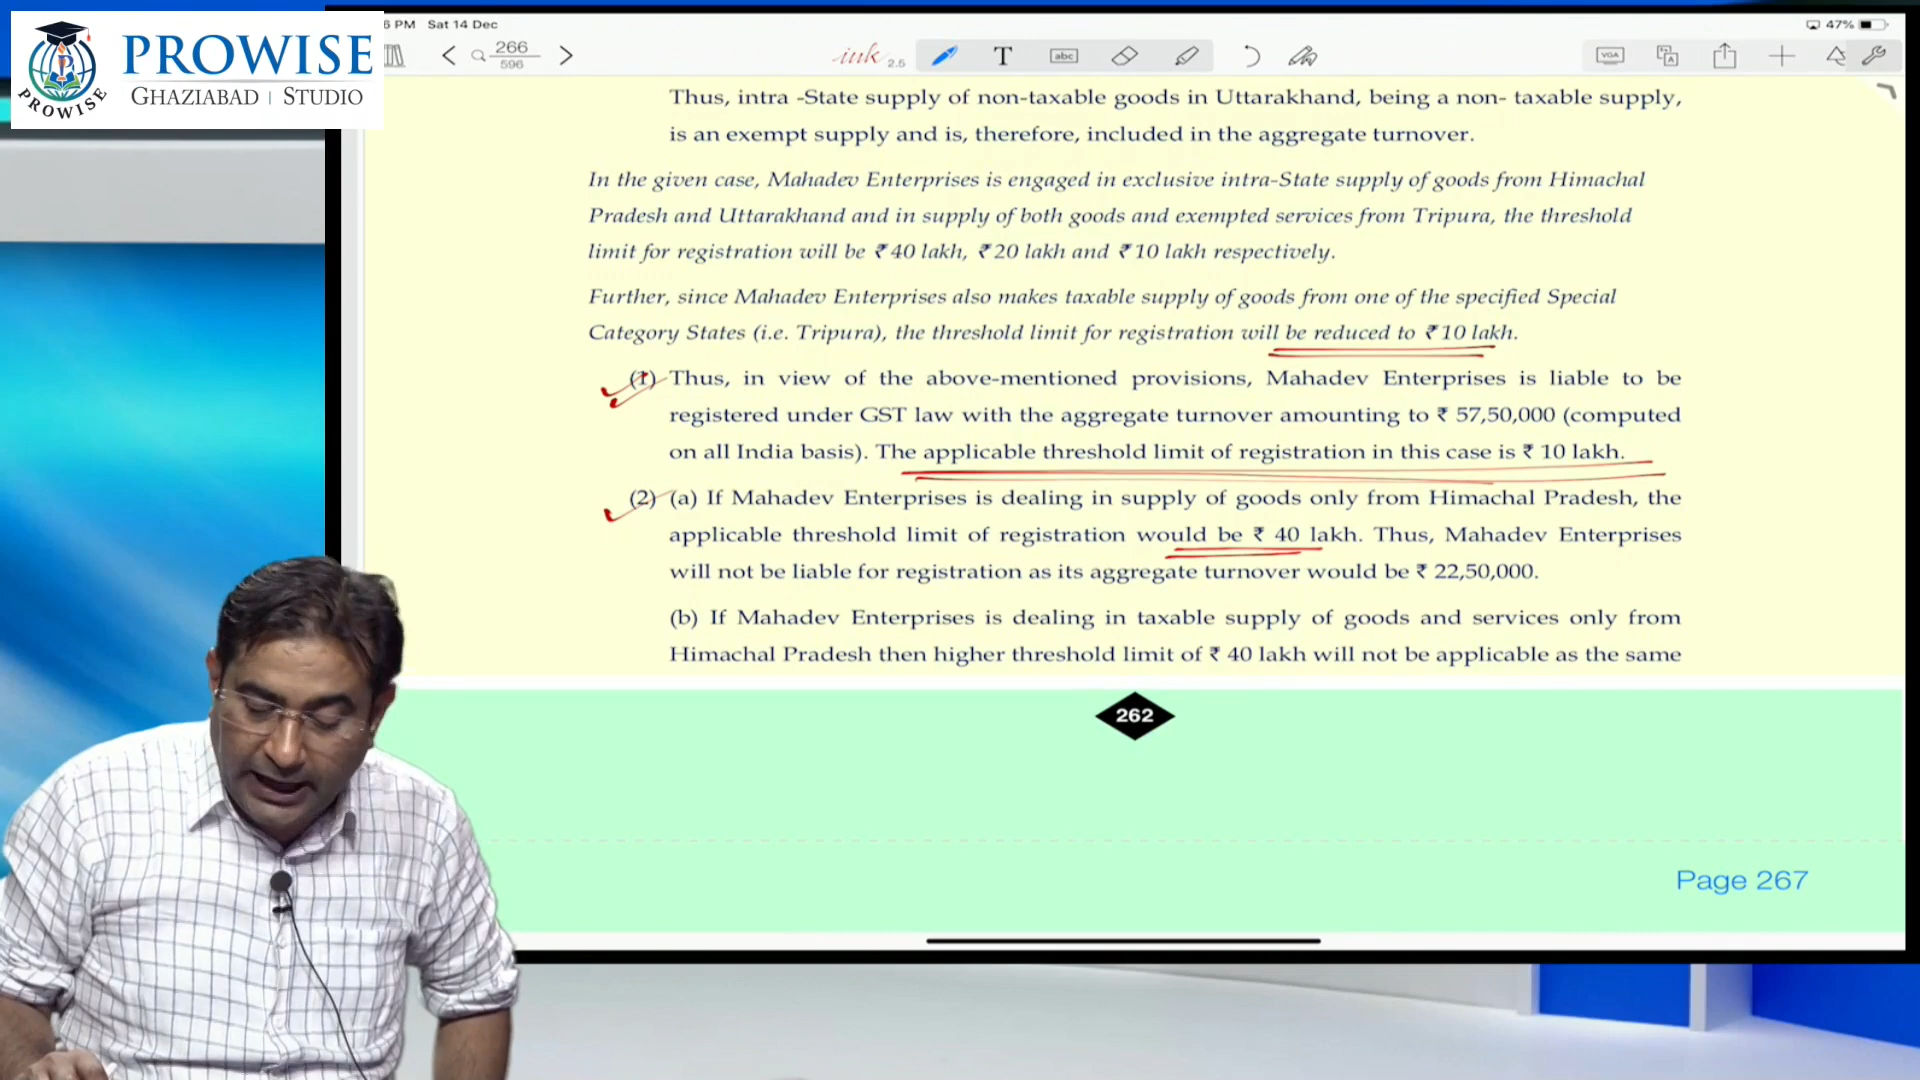 6 PM Sat 14 Dec
47%
PROWISE
GHAZIABAD | STUDIO
PROWISE
266
596
ink 2.5
T
abc
VGA
A
Thus, intra -State supply of non-taxable goods in Uttarakhand, being a non- taxable supply,
is an exempt supply and is, therefore, included in the aggregate turnover.
In the given case, Mahadev Enterprises is engaged in exclusive intra-State supply of goods from Himachal
Pradesh and Uttarakhand and in supply of both goods and exempted services from Tripura, the threshold
limit for registration will be ₹ 40 lakh, ₹ 20 lakh and ₹ 10 lakh respectively.
Further, since Mahadev Enterprises also makes taxable supply of goods from one of the specified Special
Category States (i.e. Tripura), the threshold limit for registration will be reduced to ₹ 10 lakh.
(1) Thus, in view of the above-mentioned provisions, Mahadev Enterprises is liable to be
registered under GST law with the aggregate turnover amounting to ₹ 57,50,000 (computed
on all India basis). The applicable threshold limit of registration in this case is ₹ 10 lakh.
(2) (a) If Mahadev Enterprises is dealing in supply of goods only from Himachal Pradesh, the
applicable threshold limit of registration would be ₹ 40 lakh. Thus, Mahadev Enterprises
will not be liable for registration as its aggregate turnover would be ₹ 22,50,000.
(b) If Mahadev Enterprises is dealing in taxable supply of goods and services only from
Himachal Pradesh then higher threshold limit of ₹ 40 lakh will not be applicable as the same
262
Page 267